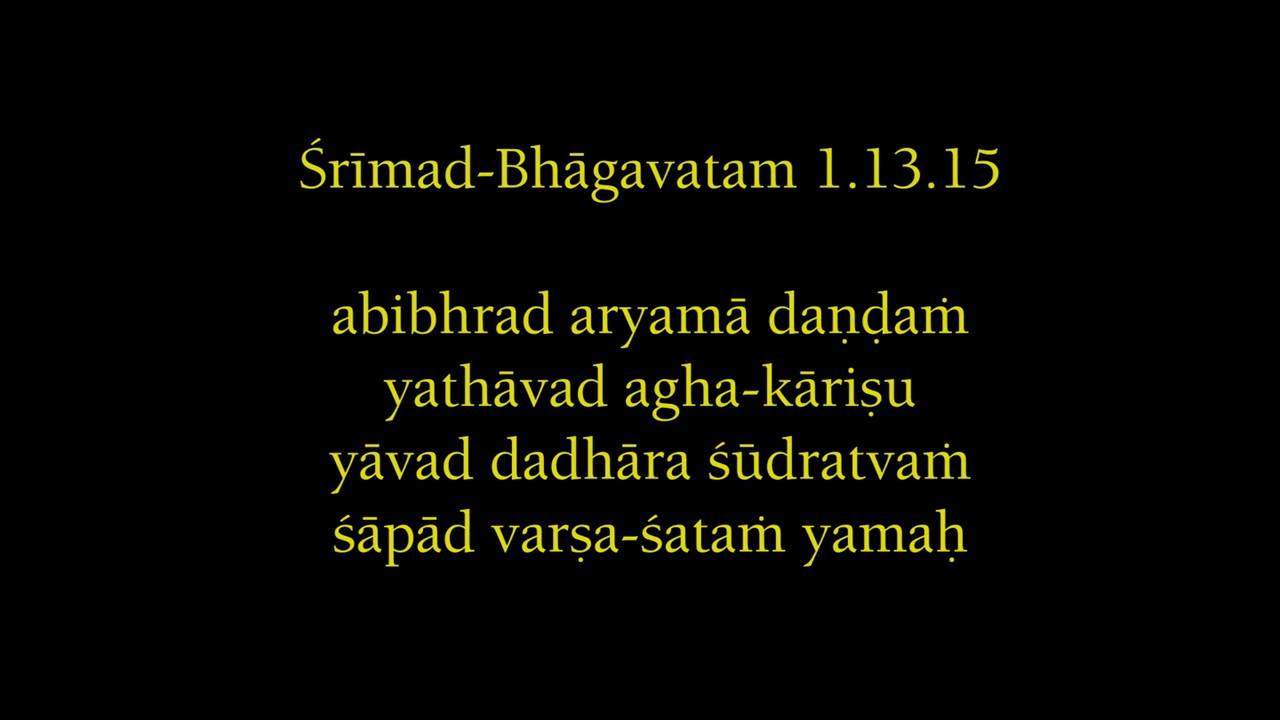 Śrīmad-Bhāgavatam 1.13.15
abibhrad aryamā daṇḍaṁ
yathāvad agha-kāriṣu
yāvad dadhāra śūdratvaṁ
śāpād varṣa-śataṁ yamaḥ